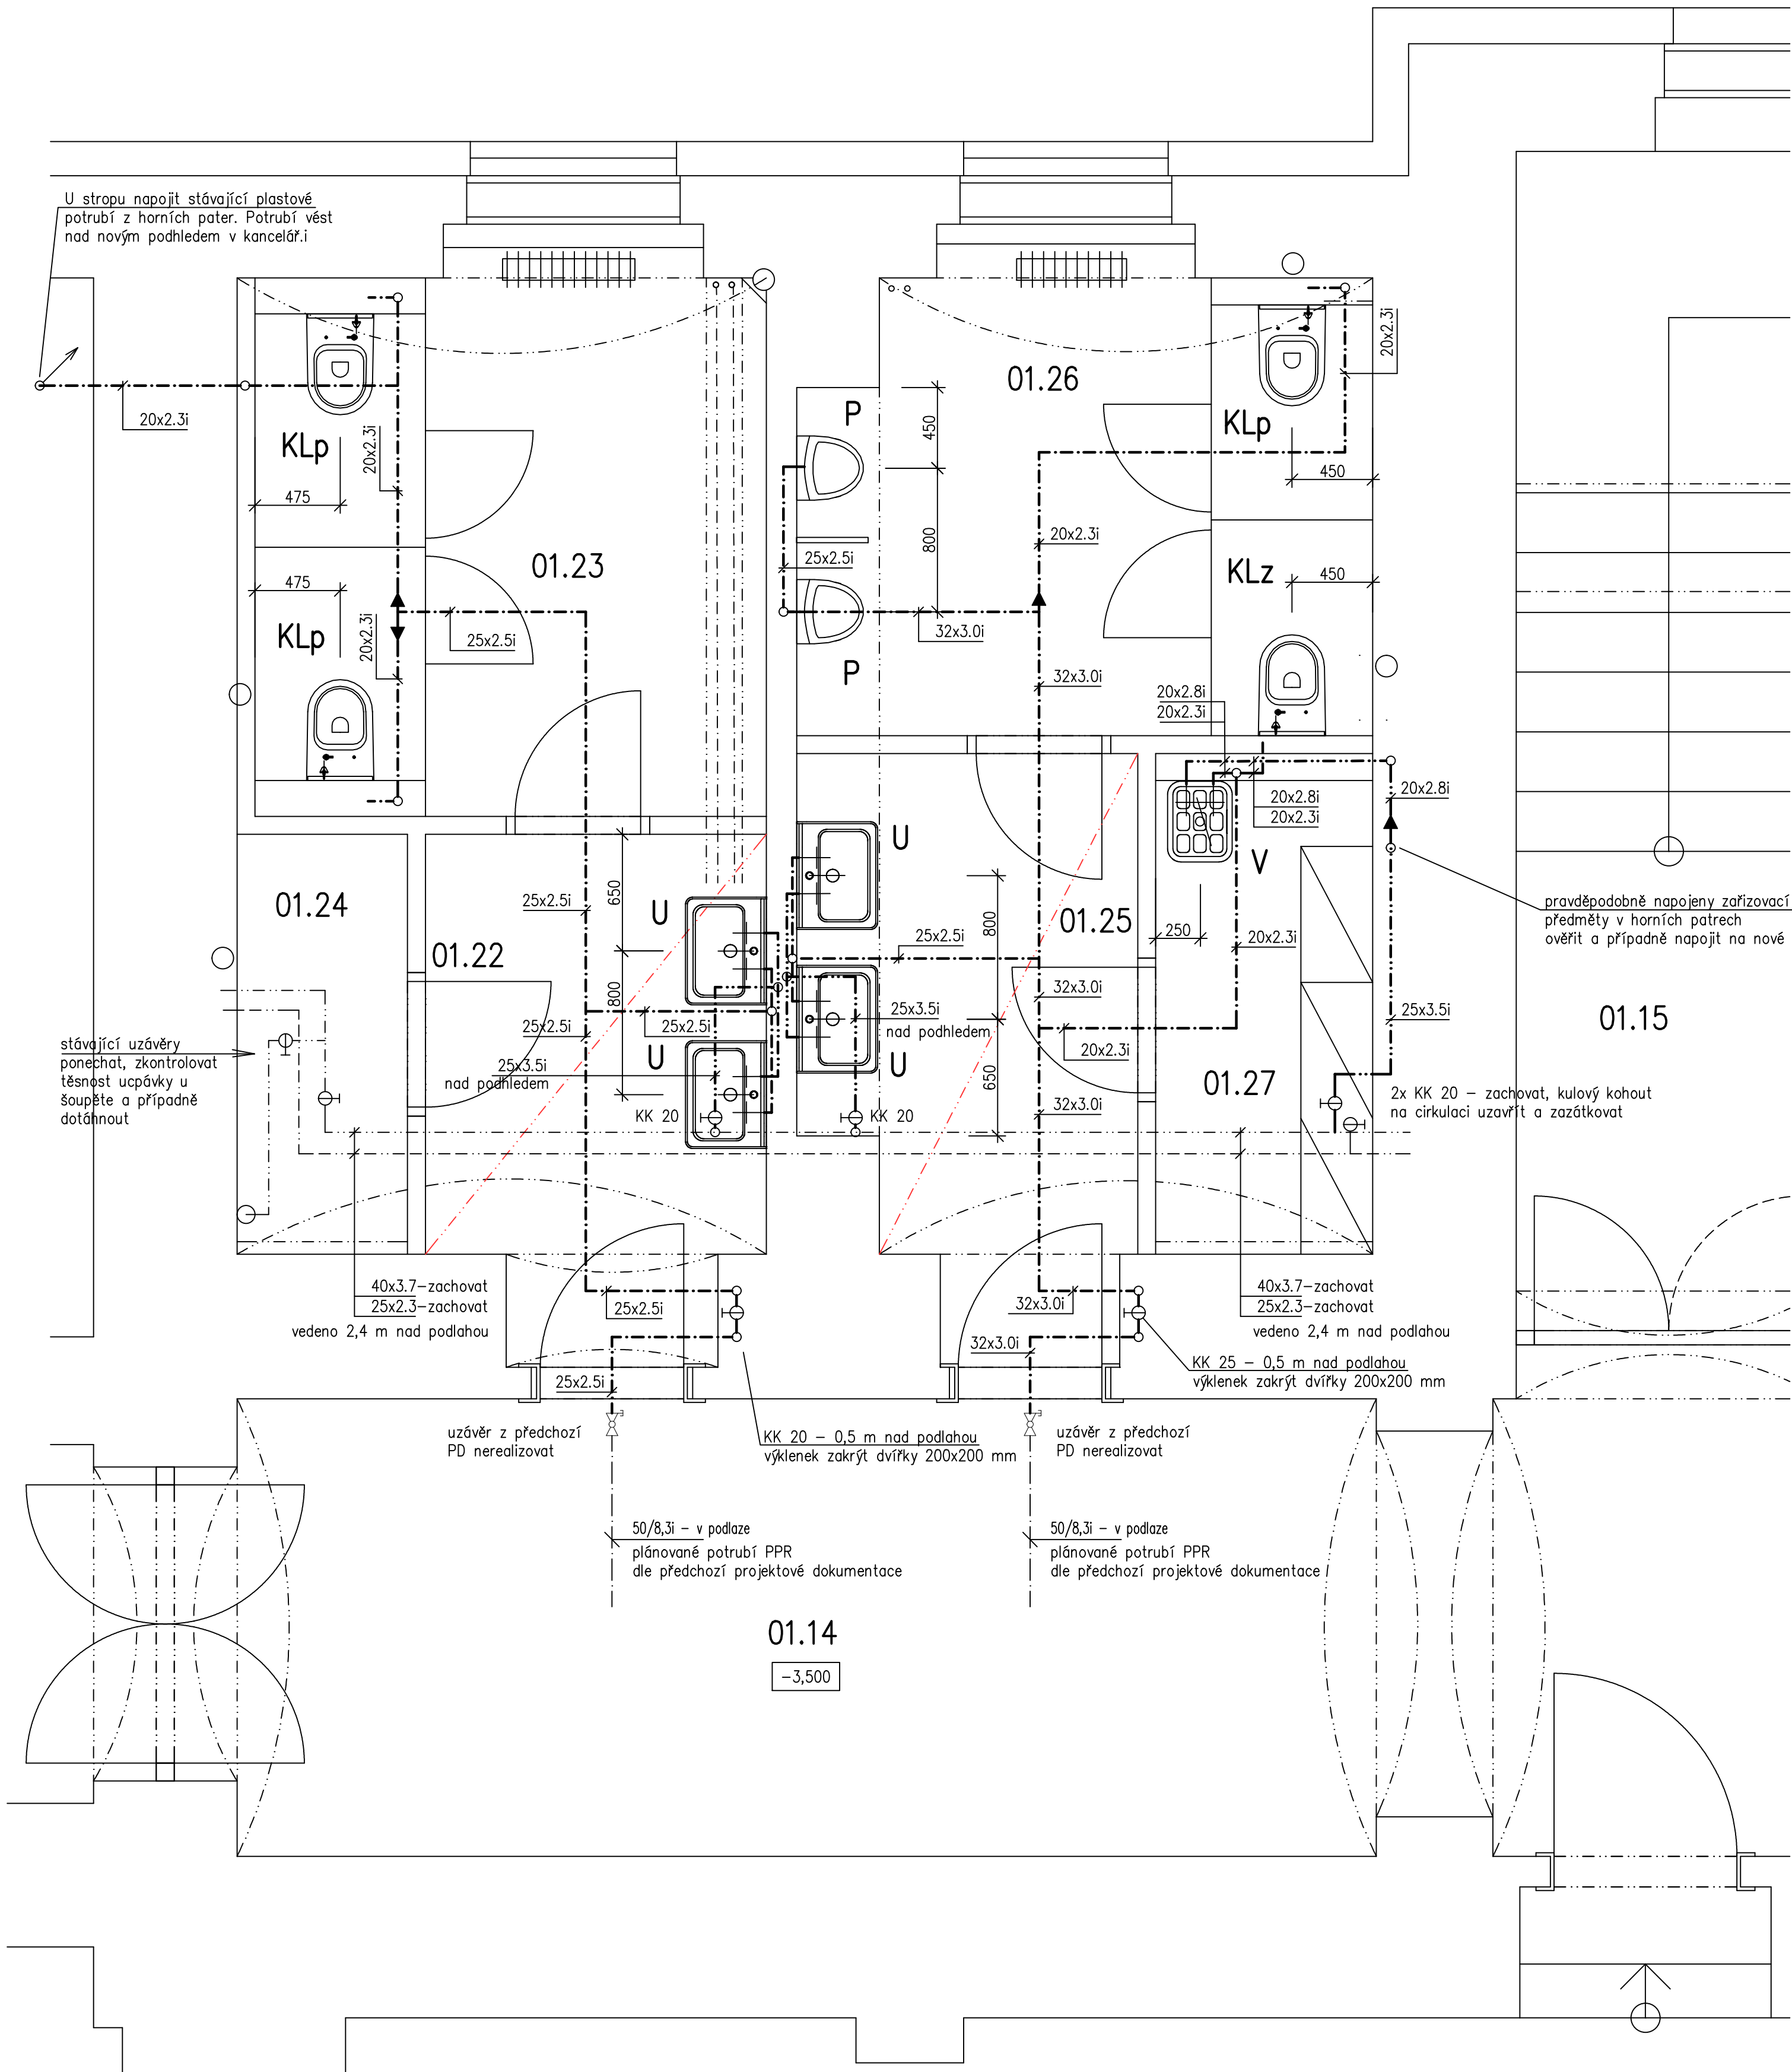 U stropu napojit stávající plastové
potrubí z horních pater. Potrubí vést
nad novým podhledem v kancelář.i
20x2.3i
KLp
20x2.3i
475
01.23
475
KLp
20x2.3i
25x2.5i
P
450
800
25x2.5i
P
32x3.0i
01.26
20x2.3i
KLp
450
20x2.3i
KLz
450
32x3.0i
20x2.8i
20x2.3i
20x2.8i
20x2.3i
20x2.8i
V
01.24
01.22
25x2.5i
650
U
800
25x2.5i
25x2.5i
U
25x3.5i
nad podhledem
KK 20
U
25x2.5i
800
01.25
250
20x2.3i
32x3.0i
25x3.5i
nad podhledem
U
650
20x2.3i
KK 20
32x3.0i
01.27
25x3.5i
pravděpodobně napojeny zařizovací
předměty v horních patrech
ověřit a případně napojit na nové
01.15
stávající uzávěry
ponechat, zkontrolovat
těsnost ucpávky u
šoupěte a případně
dotáhnout
2x KK 20 – zachovat, kulový kohout
na cirkulaci uzavřít a zazátkovat
40x3.7–zachovat
25x2.3–zachovat
vedeno 2,4 m nad podlahou
25x2.5i
25x2.5i
32x3.0i
32x3.0i
40x3.7–zachovat
25x2.3–zachovat
vedeno 2,4 m nad podlahou
KK 25 – 0,5 m nad podlahou
výklenek zakrýt dvířky 200x200 mm
uzávěr z předchozí
PD nerealizovat
KK 20 – 0,5 m nad podlahou
výklenek zakrýt dvířky 200x200 mm
uzávěr z předchozí
PD nerealizovat
50/8,3i – v podlaze
plánované potrubí PPR
dle předchozí projektové dokumentace
50/8,3i – v podlaze
plánované potrubí PPR
dle předchozí projektové dokumentace
01.14
–3,500